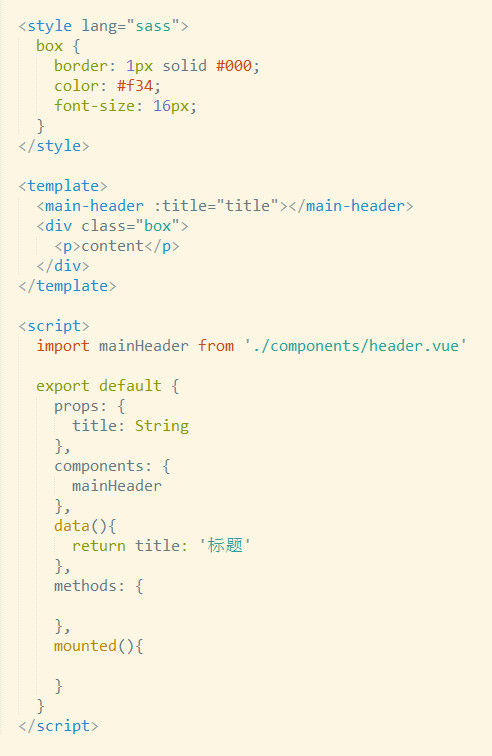 <style lang="sass">
  box {
    border: 1px solid #000;
    color: #f34;
    font-size: 16px;
  }
</style>

<template>
  <main-header :title="title"></main-header>
  <div class="box">
    <p>content</p>
  </div>
</template>

<script>
  import mainHeader from './components/header.vue'

  export default {
    props: {
      title: String
    },
    components: {
      mainHeader
    },
    data(){
      return title: '标题'
    },
    methods: {

    },
    mounted(){

    }
  }
</script>